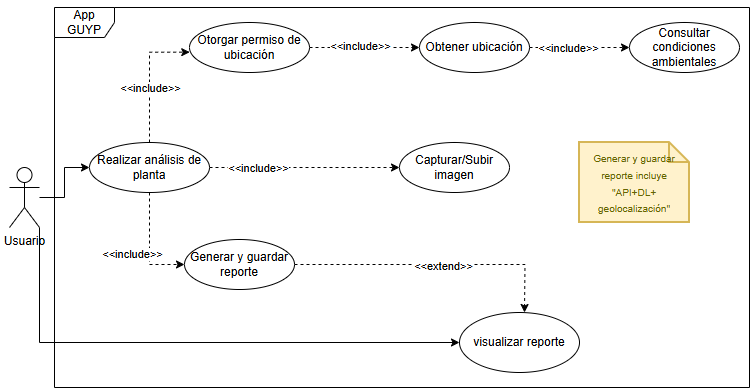 App
GUYP
Otorgar permiso de
ubicación
<<include>>
Obtener ubicación
<<include>>
Consultar
condiciones
ambientales
<<include>>
Realizar análisis de
planta
<<include>>
Capturar/Subir
imagen
Generar y guardar
reporte incluye
"API+DL+
geolocalización"
Usuario
<<include>>
Generar y guardar
reporte
<<extend>>
visualizar reporte